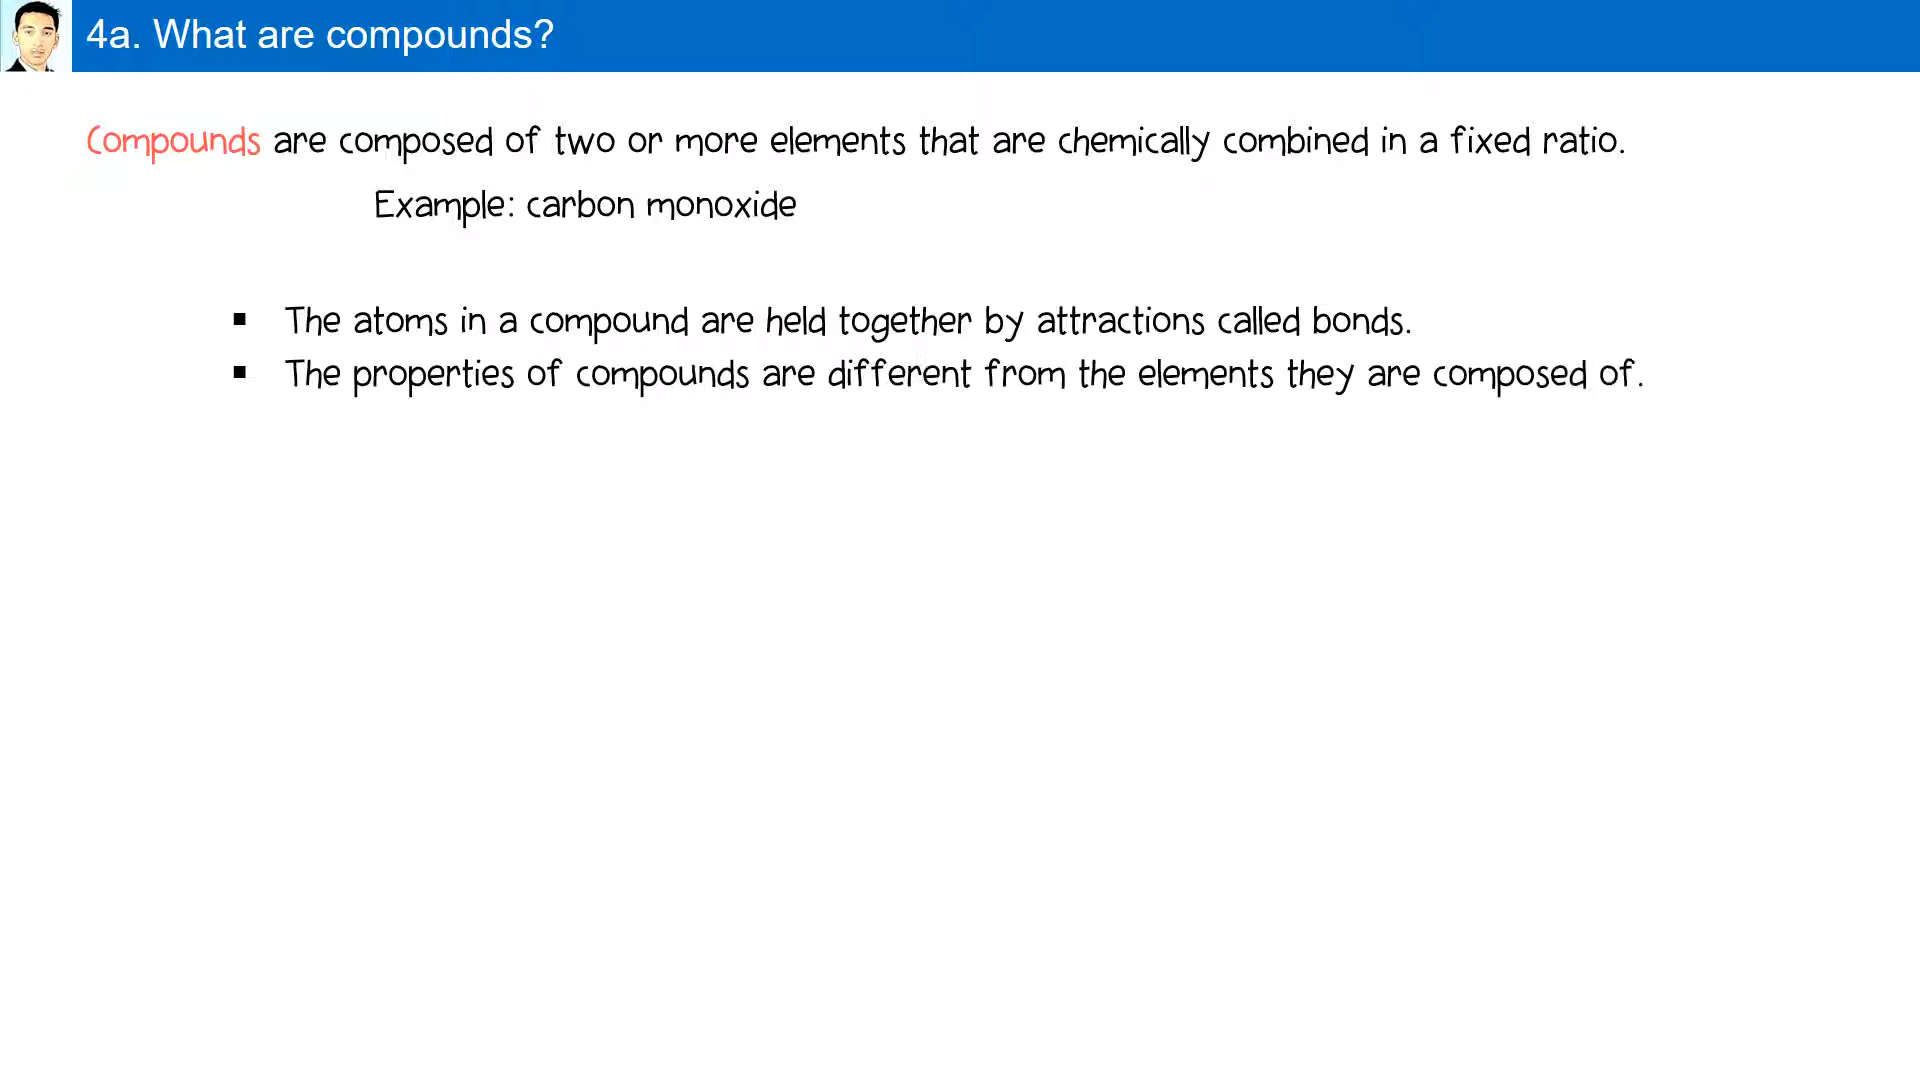 4a. What are compounds?
Compounds are composed of two or more elements that are chemically combined in a fixed ratio.
Example: carbon monoxide
▪ The atoms in a compound are held together by attractions called bonds.
▪ The properties of compounds are different from the elements they are composed of.